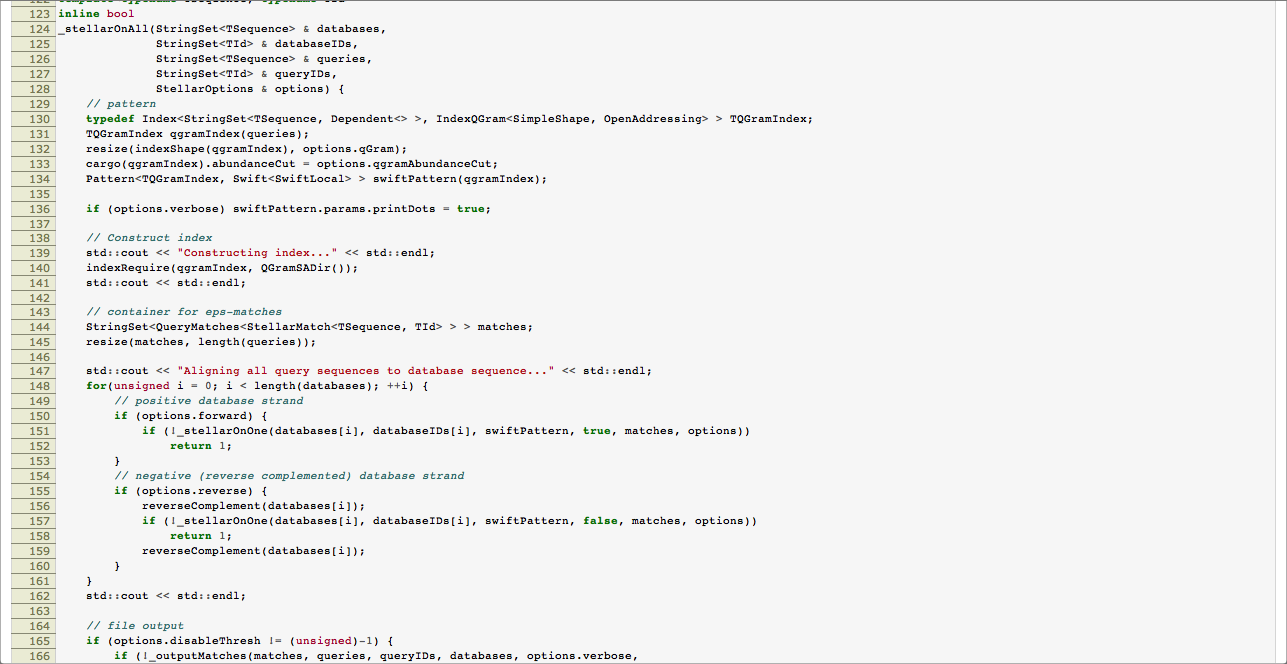 123 inline bool
124 _stellarOnAll(StringSet<TSequence> & databases,
125               StringSet<TId> & databaseIDs,
126               StringSet<TSequence> & queries,
127               StringSet<TId> & queryIDs,
128               StellarOptions & options) {
129     // pattern
130     typedef Index<StringSet<TSequence, Dependent<> >, IndexQGram<SimpleShape, OpenAddressing> > TQGramIndex;
131     TQGramIndex qgramIndex(queries);
132     resize(indexShape(qgramIndex), options.qGram);
133     cargo(qgramIndex).abundanceCut = options.qgramAbundanceCut;
134     Pattern<TQGramIndex, Swift<SwiftLocal> > swiftPattern(qgramIndex);
135
136     if (options.verbose) swiftPattern.params.printDots = true;
137
138     // Construct index
139     std::cout << "Constructing index..." << std::endl;
140     indexRequire(qgramIndex, QGramSADir());
141     std::cout << std::endl;
142
143     // container for eps-matches
144     StringSet<QueryMatches<StellarMatch<TSequence, TId> > > matches;
145     resize(matches, length(queries));
146
147     std::cout << "Aligning all query sequences to database sequence..." << std::endl;
148     for(unsigned i = 0; i < length(databases); ++i) {
149         // positive database strand
150         if (options.forward) {
151             if (!_stellarOnOne(databases[i], databaseIDs[i], swiftPattern, true, matches, options))
152                 return 1;
153         }
154         // negative (reverse complemented) database strand
155         if (options.reverse) {
156             reverseComplement(databases[i]);
157             if (!_stellarOnOne(databases[i], databaseIDs[i], swiftPattern, false, matches, options))
158                 return 1;
159             reverseComplement(databases[i]);
160         }
161     }
162     std::cout << std::endl;
163
164     // file output
165     if (options.disableThresh != (unsigned)-1) {
166         if (!_outputMatches(matches, queries, queryIDs, databases, options.verbose,